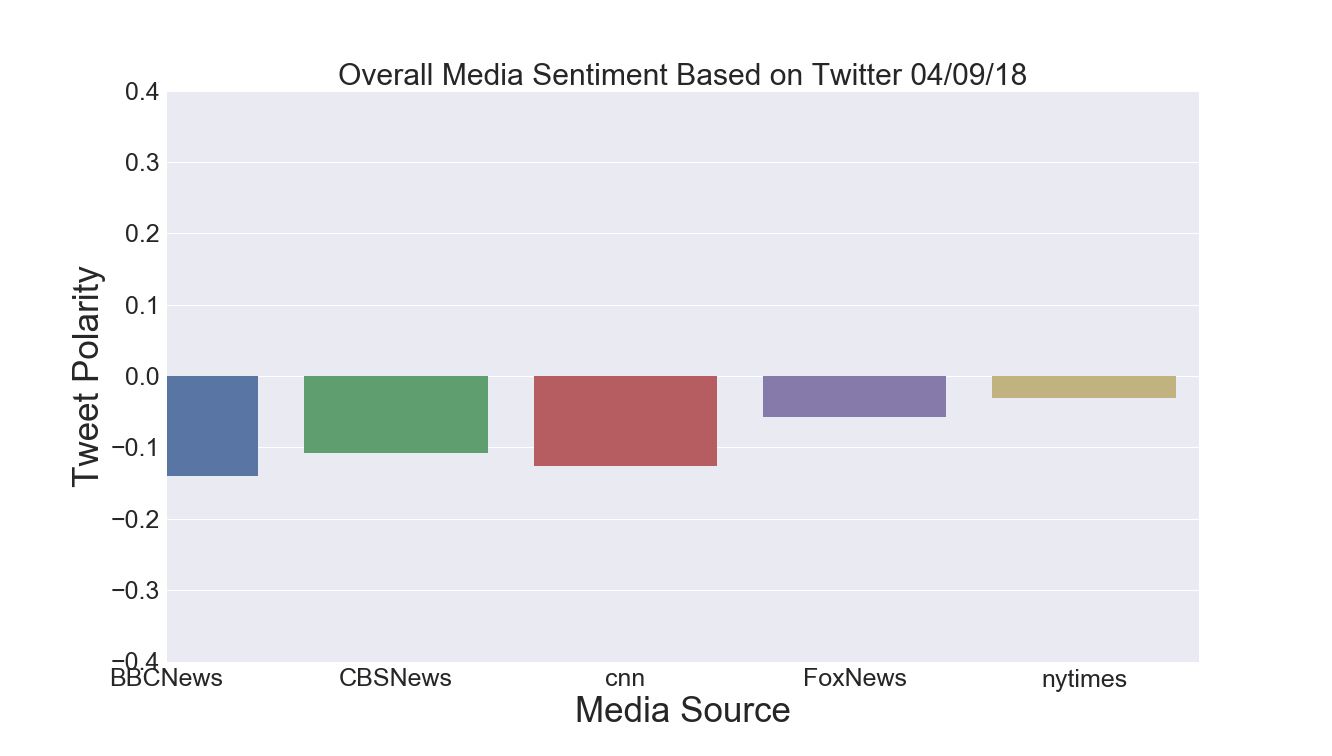 Overall Media Sentiment Based on Twitter 04/09/18
0.4
0.3
0.2
0.1
0.0
−0.1
−0.2
−0.3
−0.4
Tweet Polarity
BBCNews CBSNews cnn FoxNews nytimes
Media Source